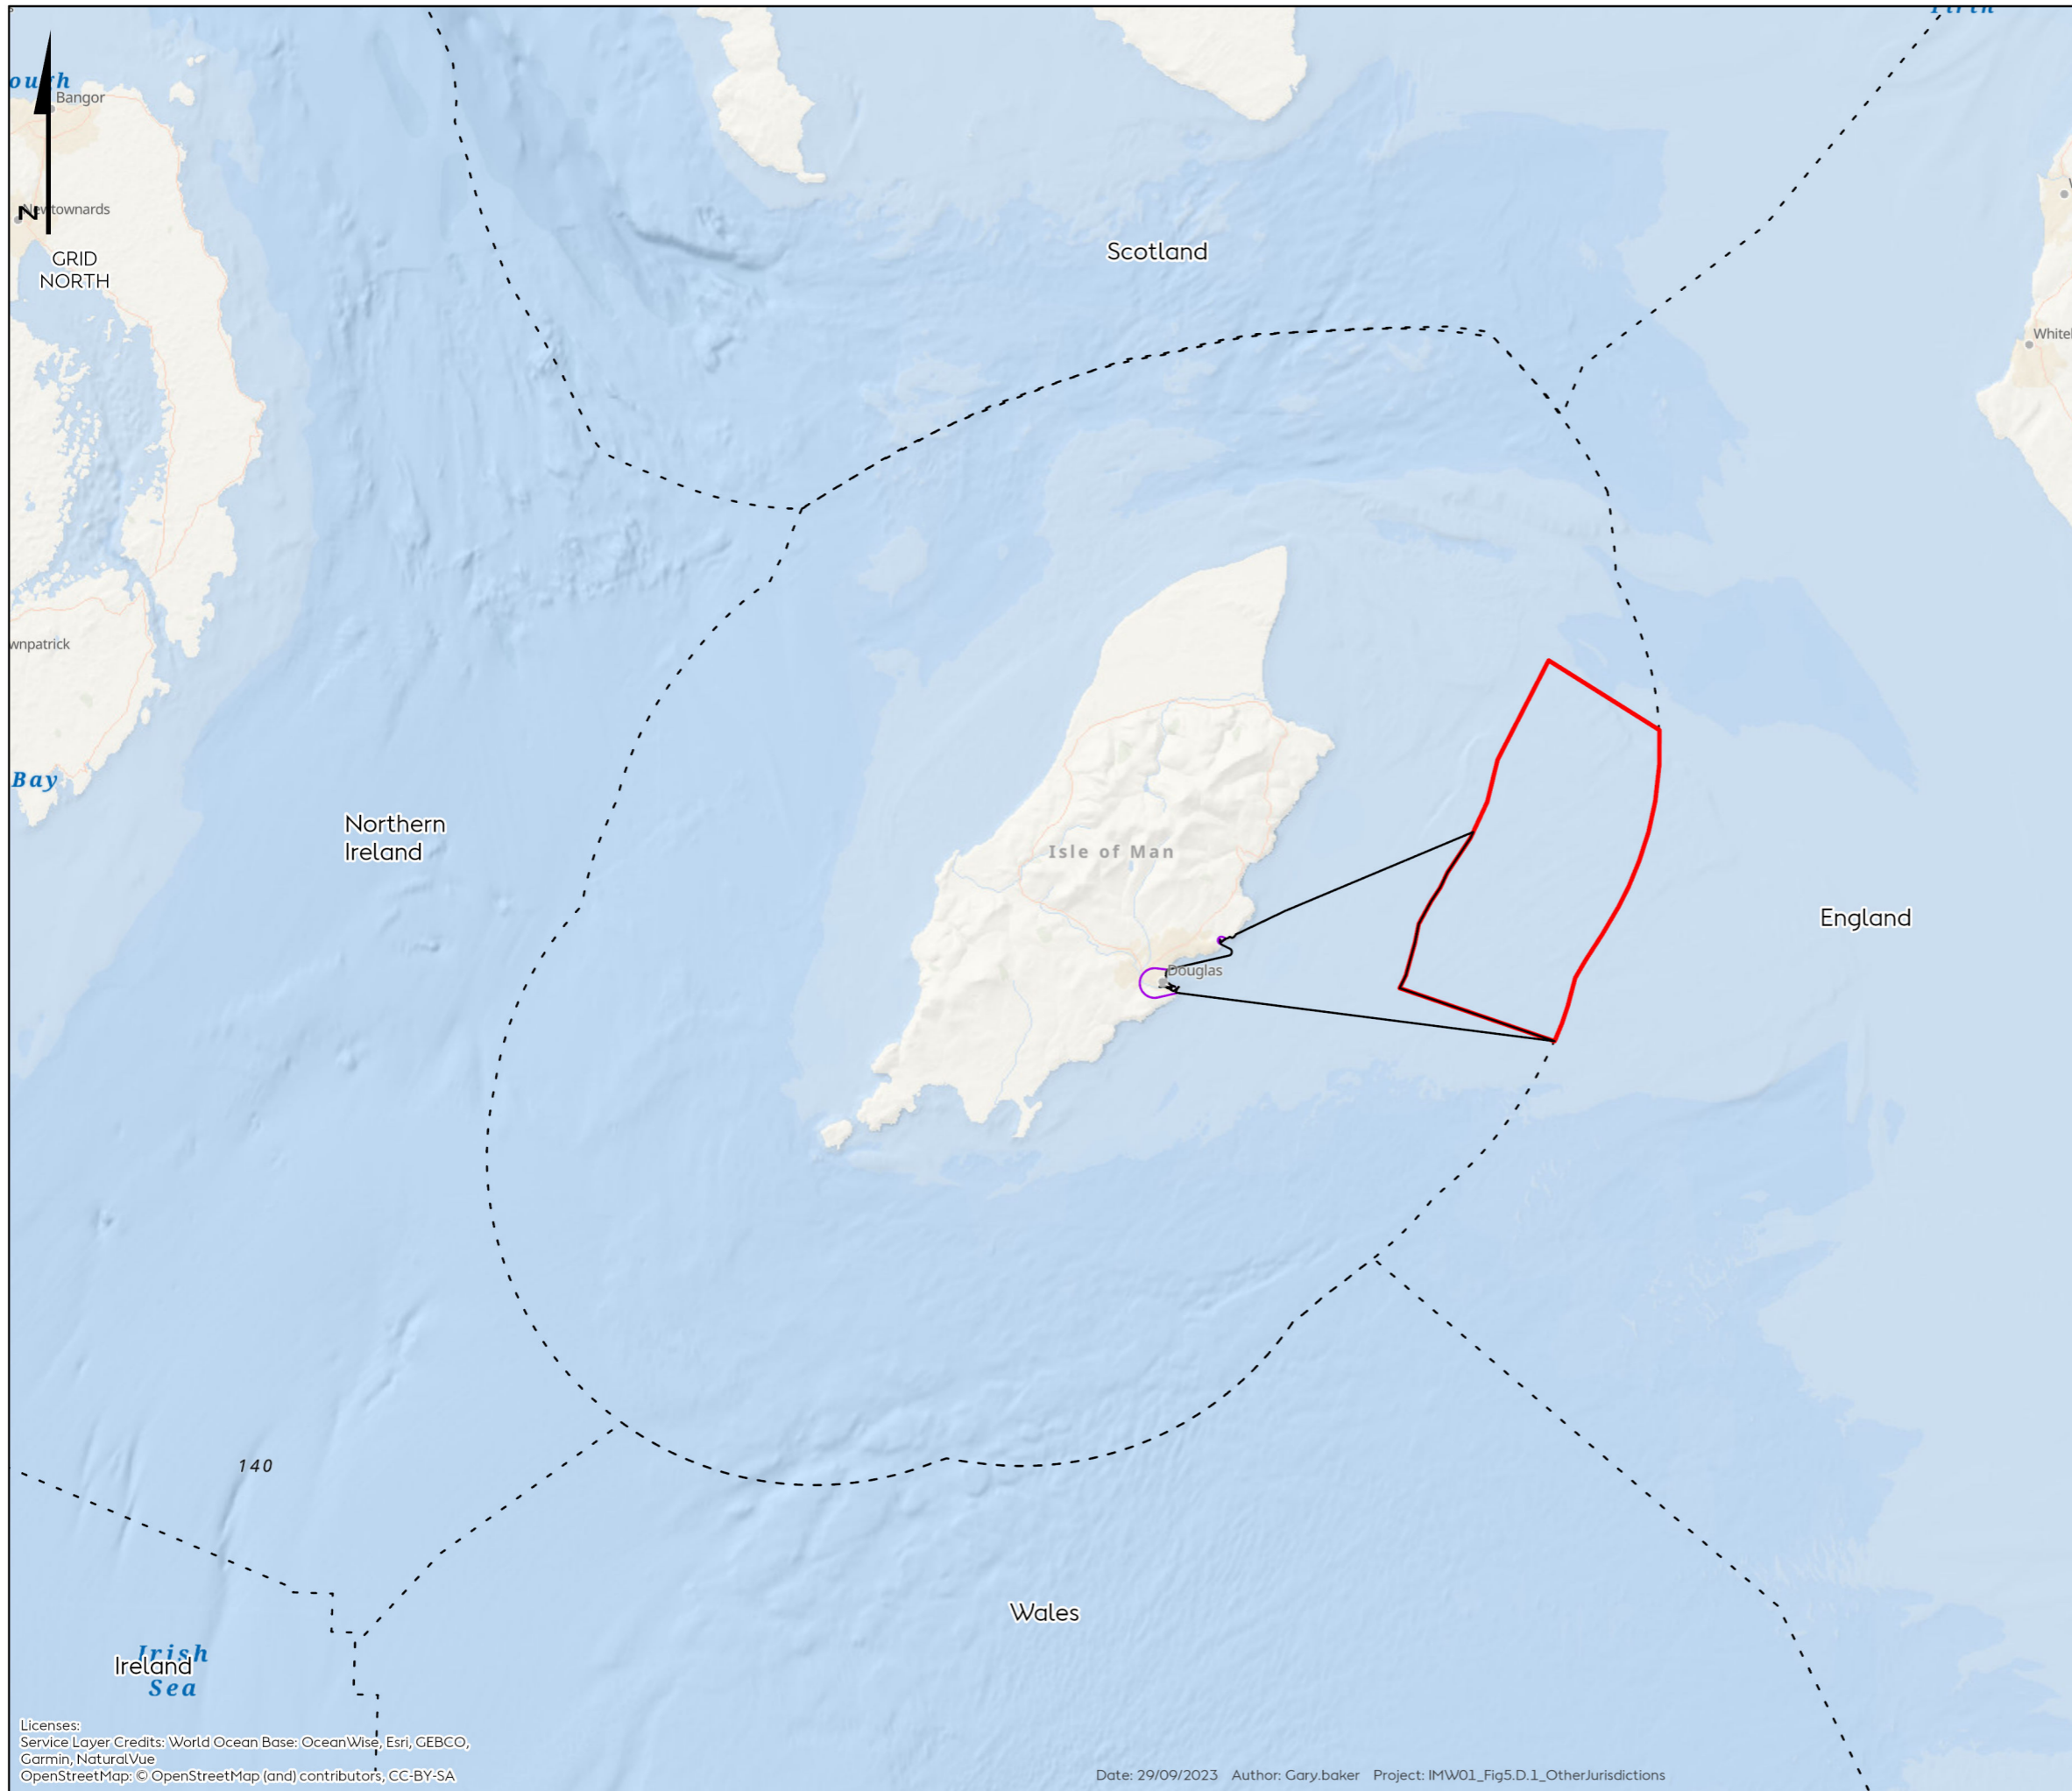 ough
Bangor
Newtownards
N
GRID
NORTH
Scotland
White
wnpatrick
Bay
Northern
Ireland
Isle of Man
England
Douglas
140
Wales
Irish
Ireland
Sea
Licenses:
Service Layer Credits: World Ocean Base: OceanWise, Esri, GEBCO,
Garmin, NaturalVue
OpenStreetMap: © OpenStreetMap (and) contributors, CC-BY-SA
Date: 29/09/2023 Author: Gary.baker Project: IMW01_Fig5.D.1_OtherJurisdictions